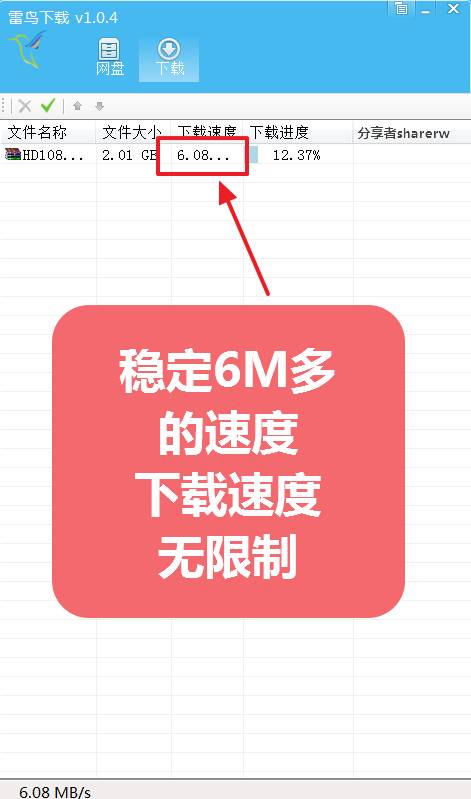 雷鸟下载 v1.0.4
网盘 下载
文件名称 文件大小 下载速度 下载进度 分享者sharerw
HD108... 2.01 GB 6.08... 12.37%
稳定6M多
的速度
下载速度
无限制
6.08 MB/s